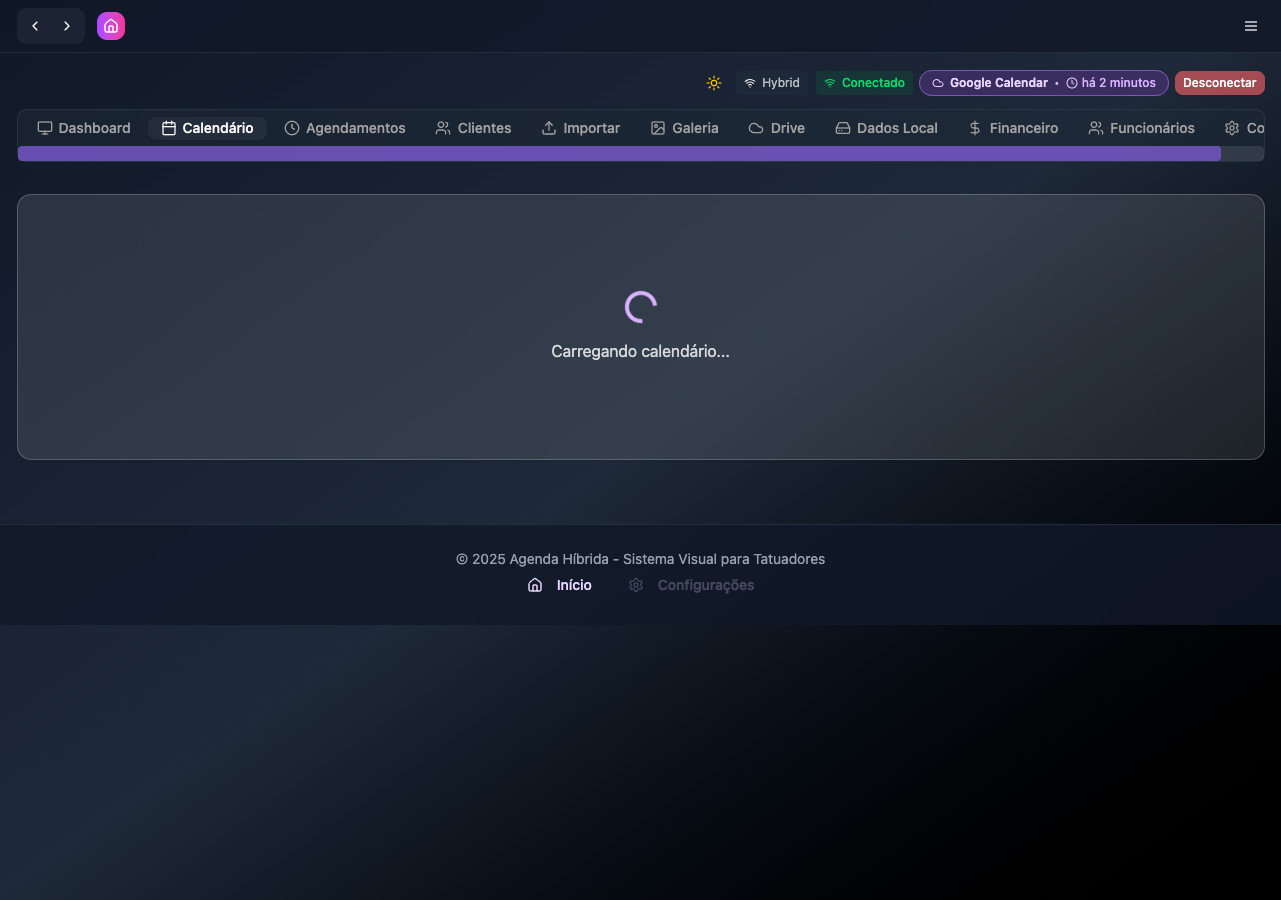 Hybrid
Conectado
Google Calendar • há 2 minutos
Desconectar
Dashboard Calendário Agendamentos Clientes Importar Galeria Drive Dados Local Financeiro Funcionários Co
Carregando calendário...
© 2025 Agenda Híbrida - Sistema Visual para Tatuadores
Início Configurações